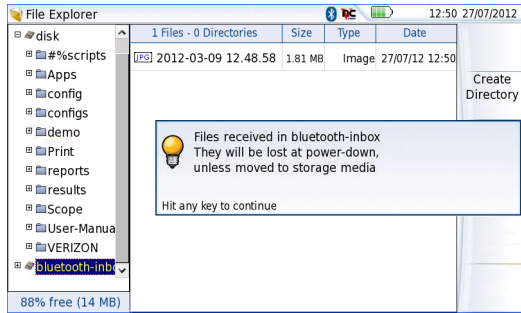 File Explorer
12:50 27/07/2012
disk
#%scripts
Apps
config
configs
demo
Print
reports
results
Scope
User-Manua
VERIZON
bluetooth-inb
88% free (14 MB)
1 Files - 0 Directories Size Type Date
JPG 2012-03-09 12.48.58 1.81 MB Image 27/07/12 12:50
Files received in bluetooth-inbox
They will be lost at power-down,
unless moved to storage media
Hit any key to continue
Create
Directory